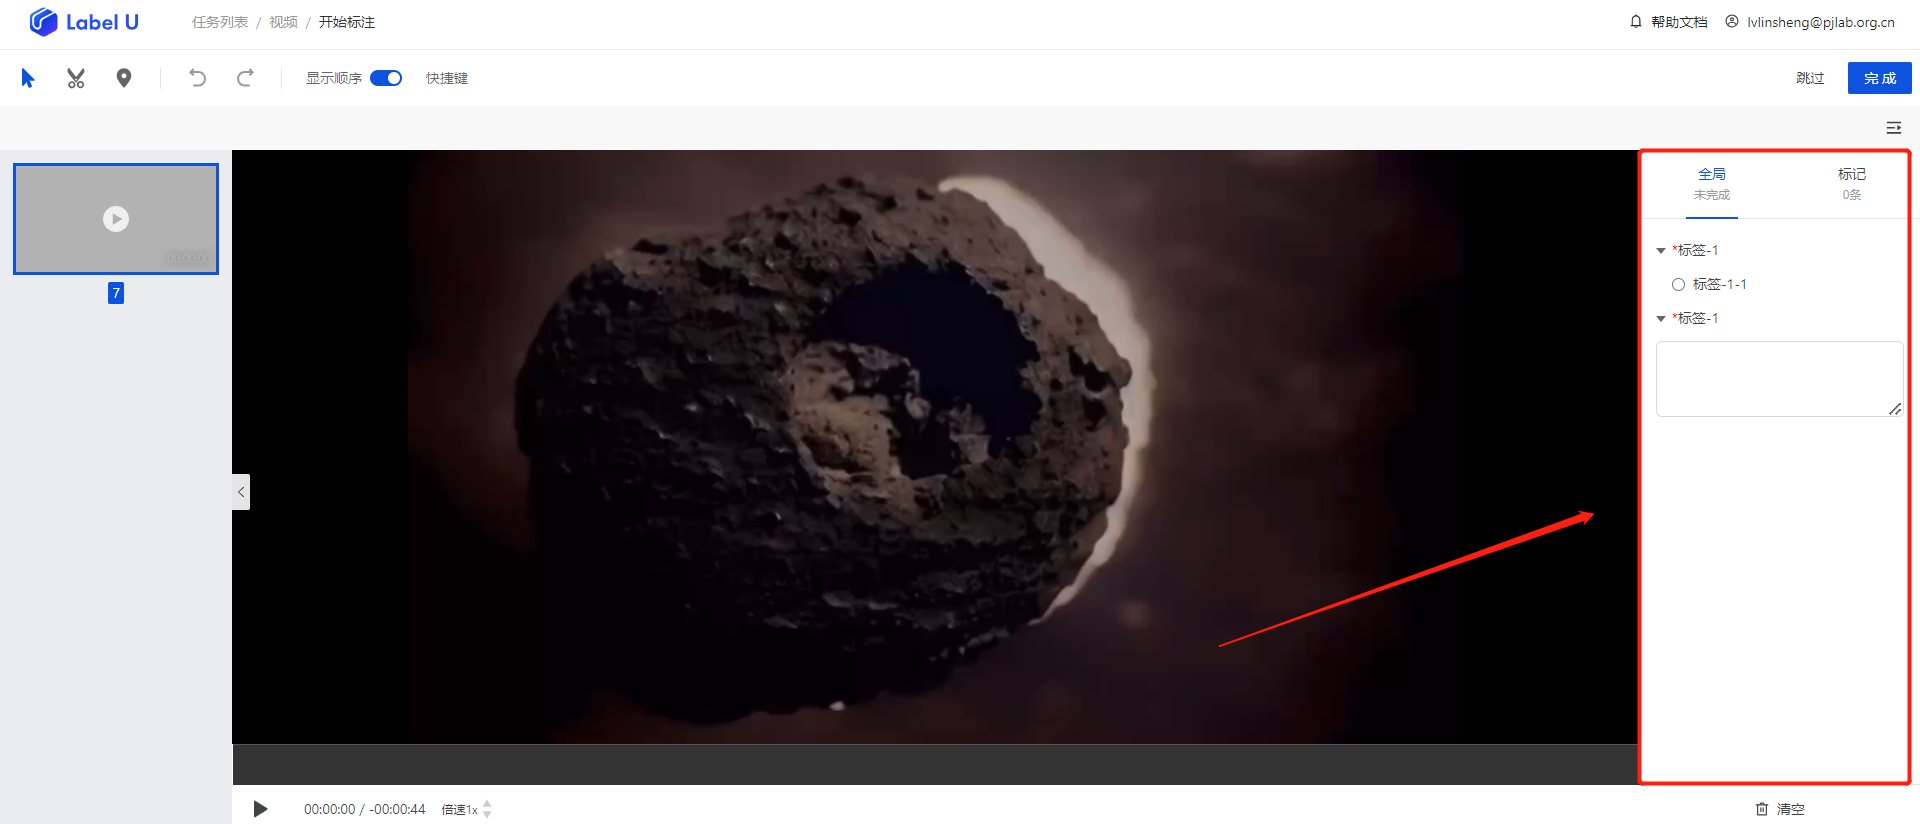 Label U
任务列表 / 视频 / 开始标注
帮助文档
lvlinsheng@pjlab.org.cn
显示顺序
快捷键
跳过
完成
00:00:00
7
全局
未完成
标记
0条
*标签-1
标签-1-1
*标签-1
00:00:00 / -00:00:44
倍速1x
清空